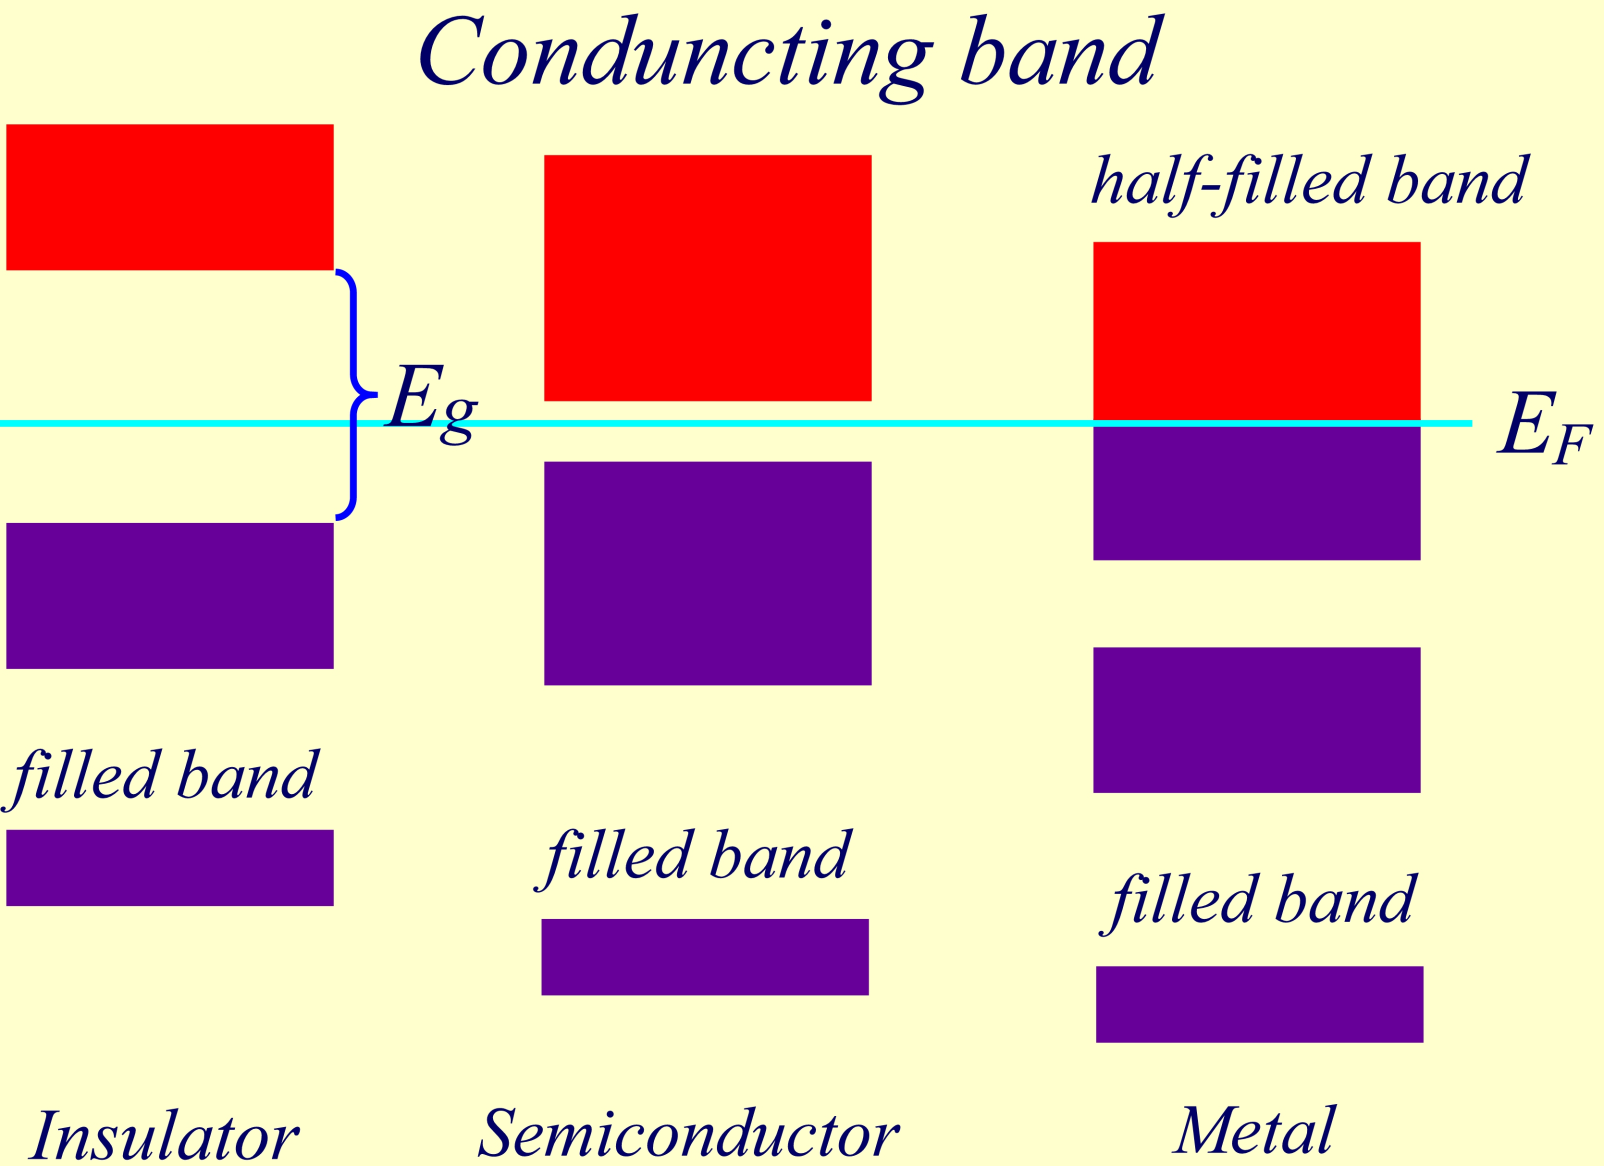 Conduncting band
half-filled band
Eg
EF
filled band
filled band
filled band
Insulator
Semiconductor
Metal